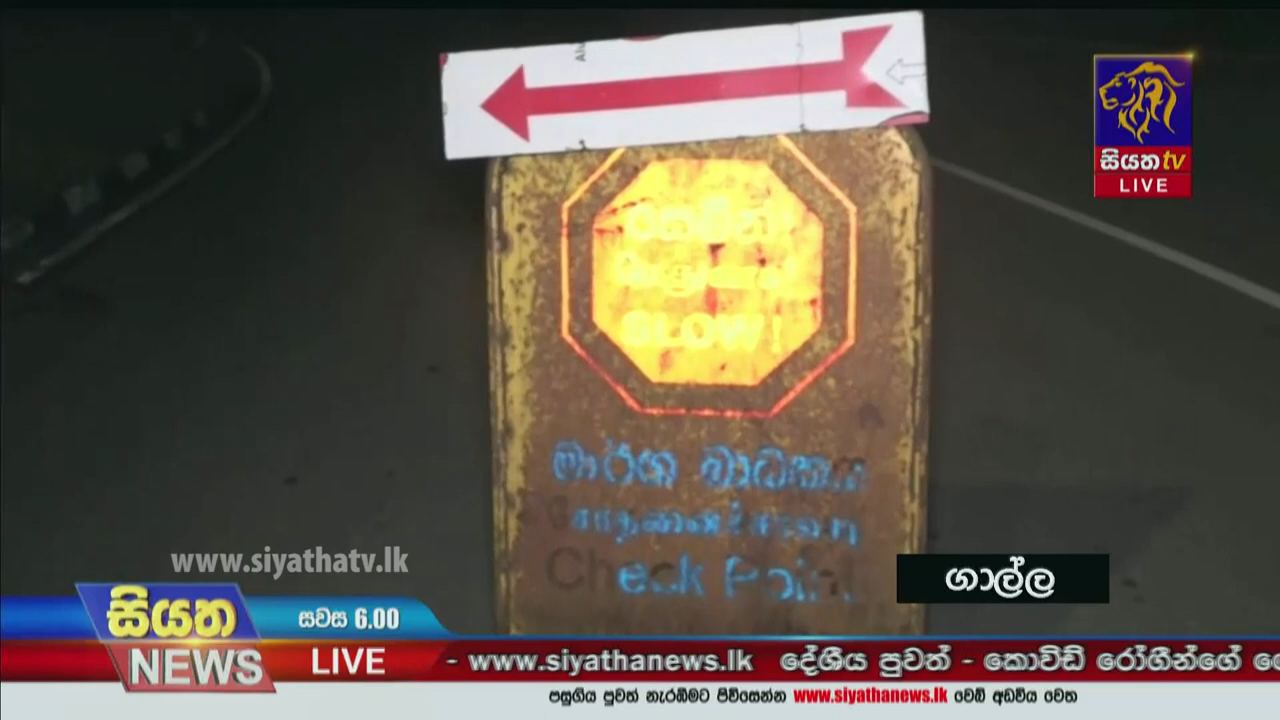 සියත tv
LIVE
SLOW!
මාර්ග බාධකය
Check Point
www.siyathatv.lk
ගාල්ල
සියත
NEWS
සවස 6.00
LIVE
- www.siyathanews.lk දේශීය පුවත් - කොවිඩ් රෝගීන්ගේ
පසුගිය පුවත් නැරඹීමට පිවිසෙන්න www.siyathanews.lk වෙබ් අඩවිය වෙත